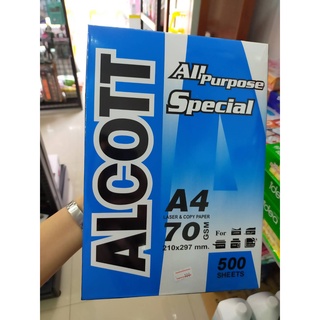 ALCOTT
All Purpose
Special
A4
LASER & COPY PAPER
70 GSM
210x297 mm.
For
500
SHEETS